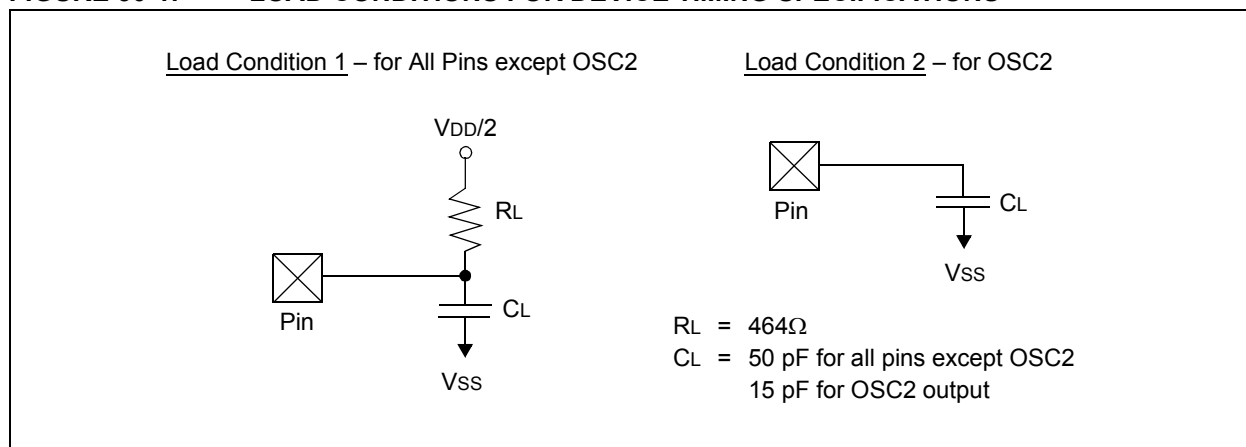 Load Condition 1 – for All Pins except OSC2
Load Condition 2 – for OSC2
VDD/2
RL
Pin
CL
VSS
Pin
CL
VSS
RL = 464Ω
CL = 50 pF for all pins except OSC2
15 pF for OSC2 output